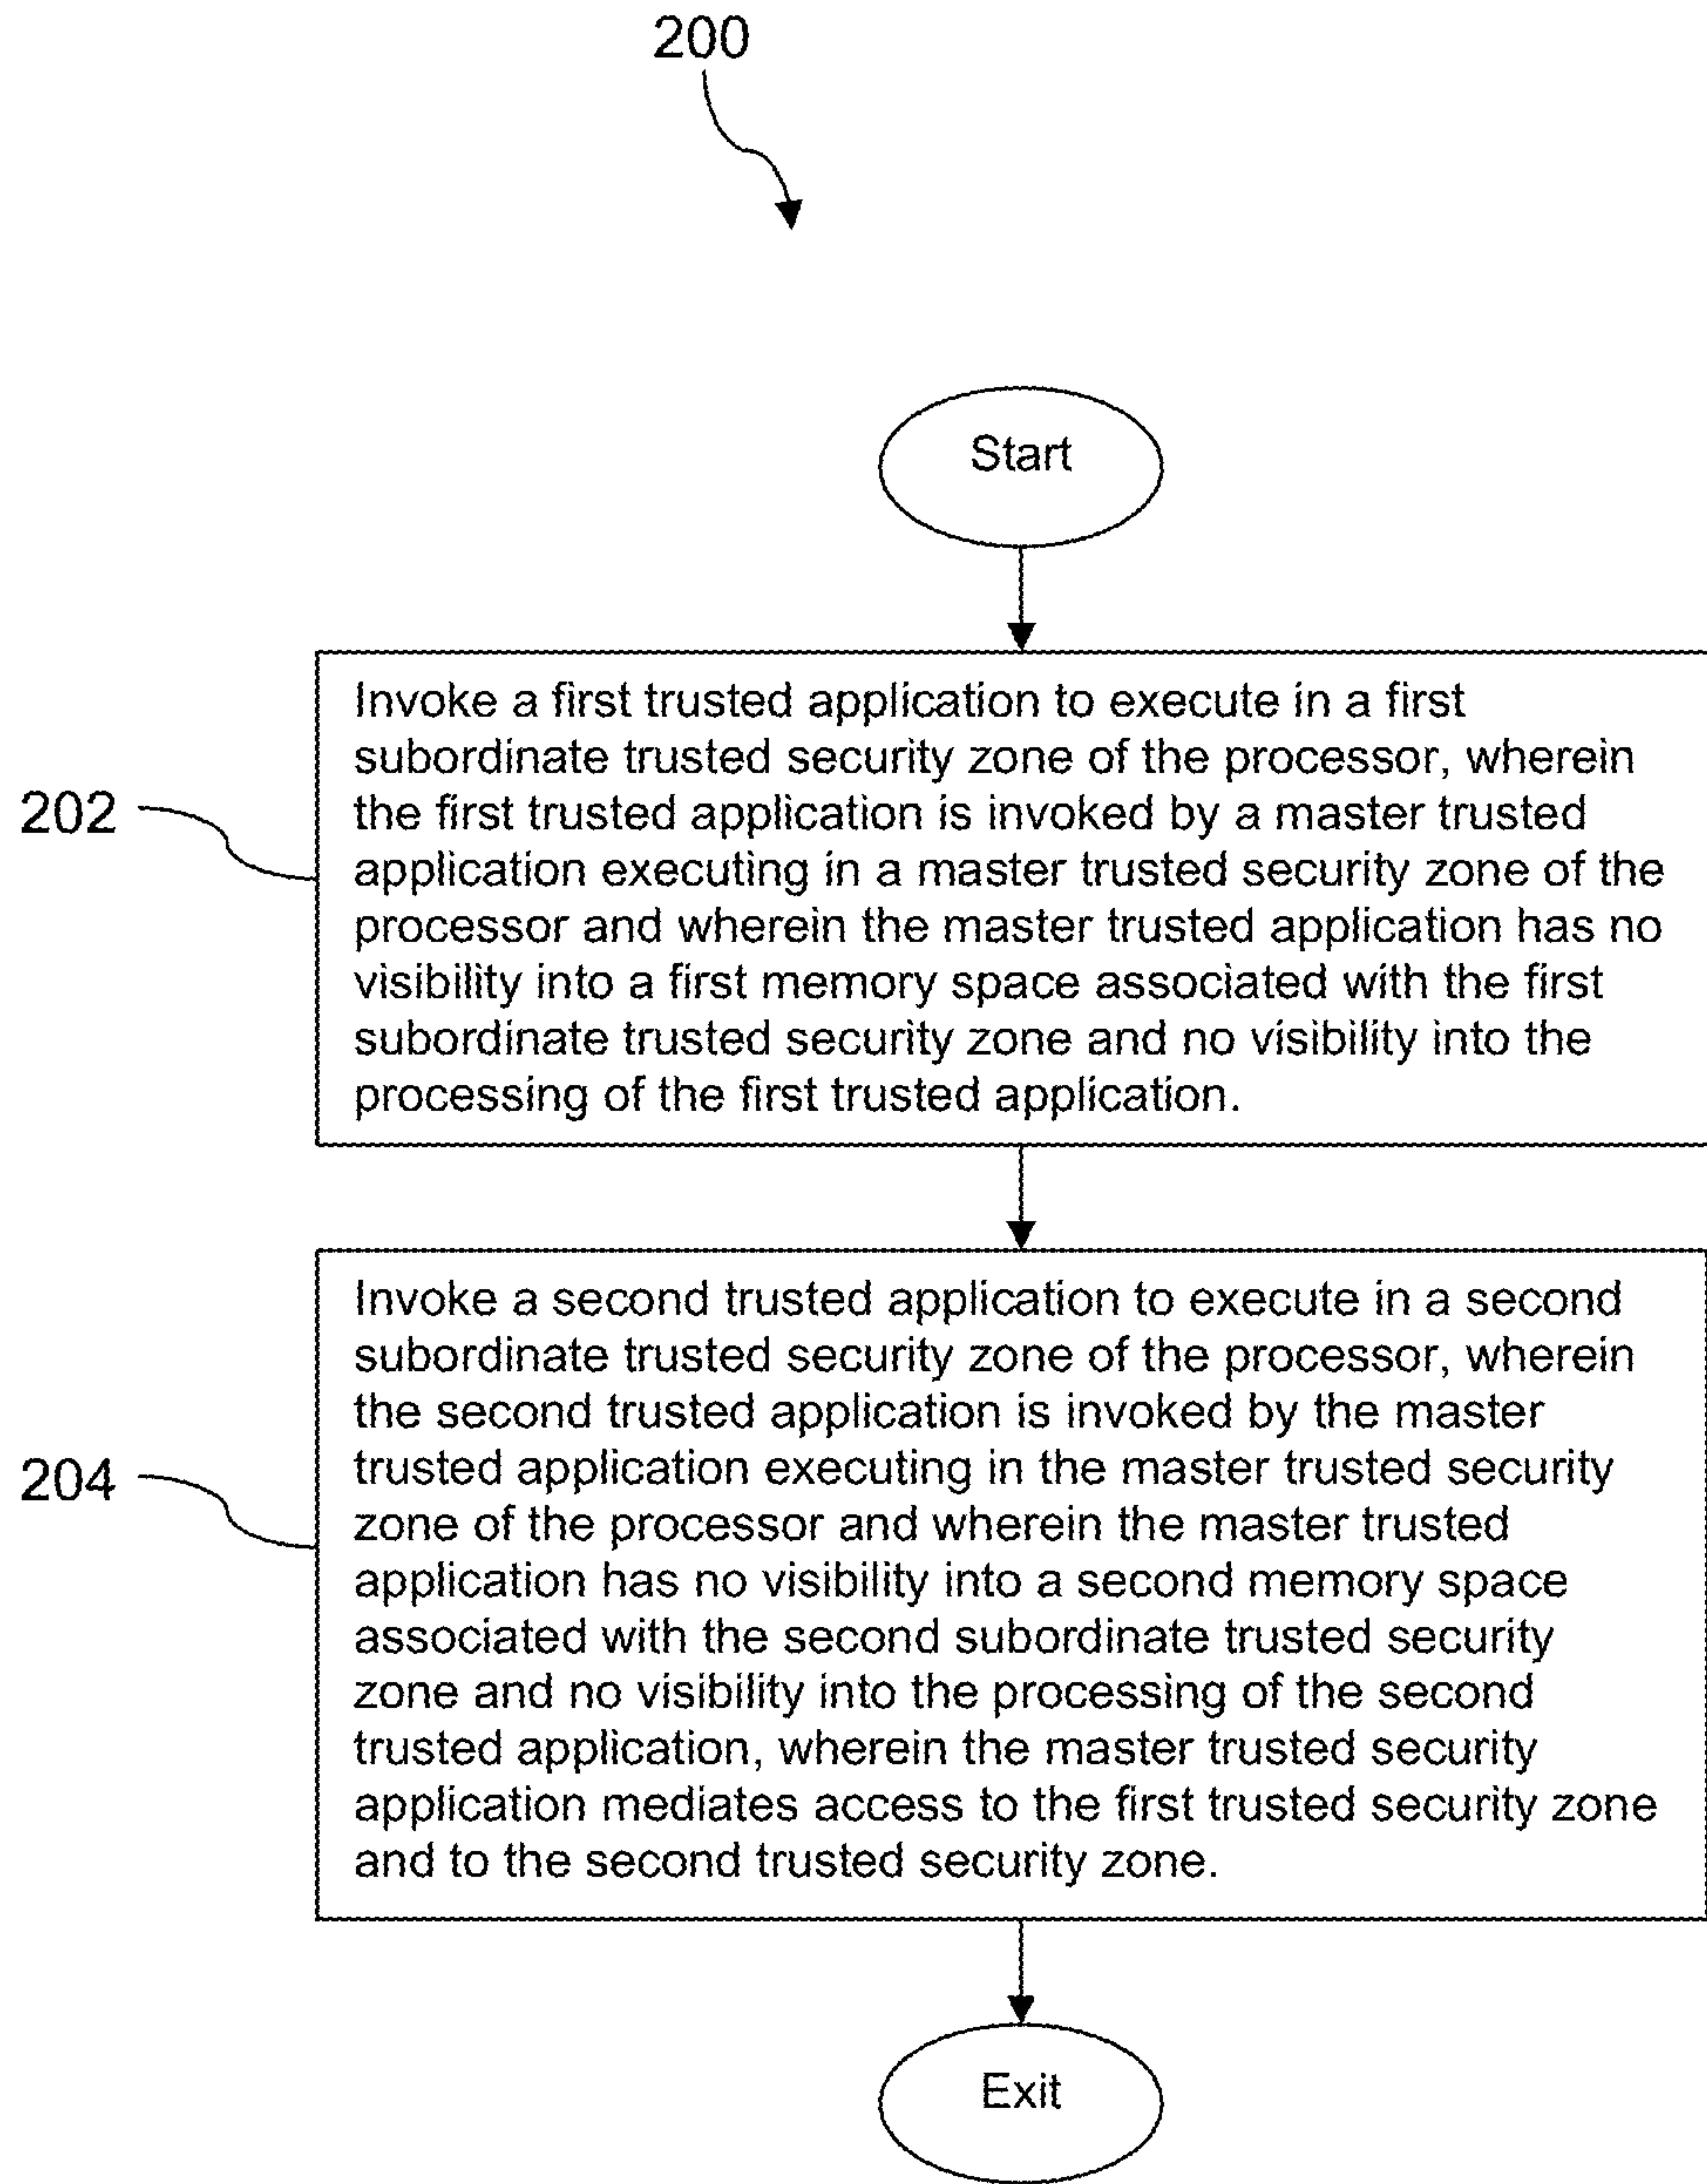 200
Start
202
Invoke a first trusted application to execute in a first
subordinate trusted security zone of the processor, wherein
the first trusted application is invoked by a master trusted
application executing in a master trusted security zone of the
processor and wherein the master trusted application has no
visibility into a first memory space associated with the first
subordinate trusted security zone and no visibility into the
processing of the first trusted application.
204
Invoke a second trusted application to execute in a second
subordinate trusted security zone of the processor, wherein
the second trusted application is invoked by the master
trusted application executing in the master trusted security
zone of the processor and wherein the master trusted
application has no visibility into a second memory space
associated with the second subordinate trusted security
zone and no visibility into the processing of the second
trusted application, wherein the master trusted security
application mediates access to the first trusted security zone
and to the second trusted security zone.
Exit